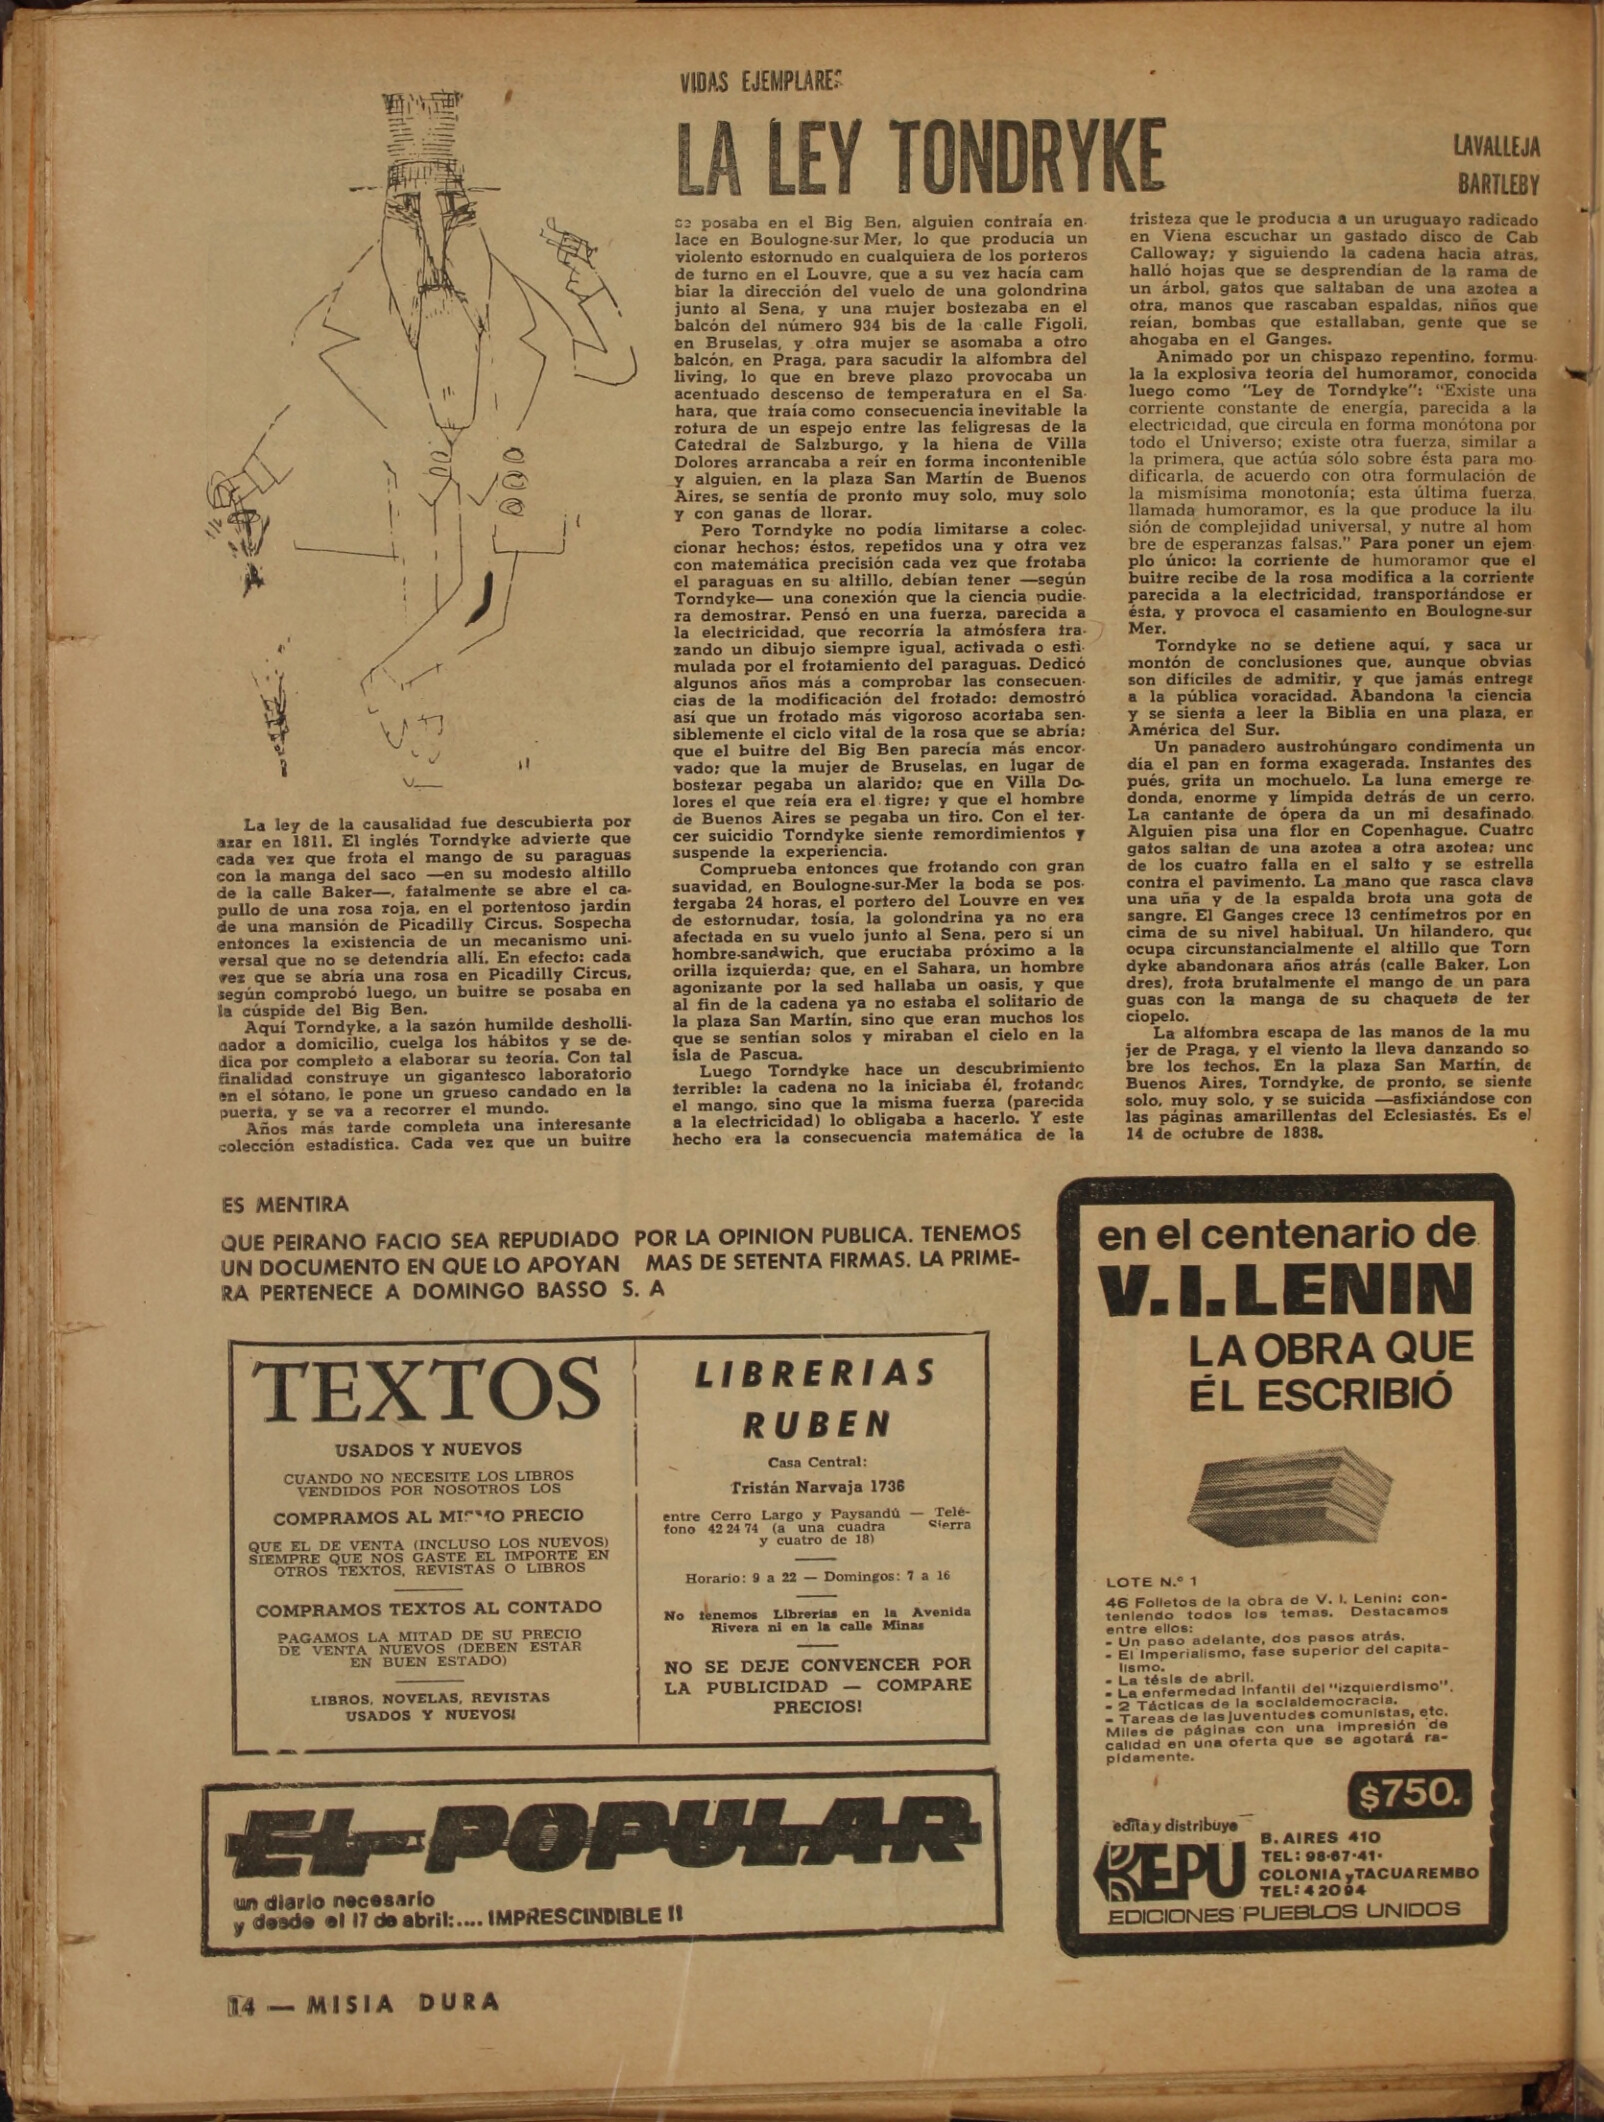 VIDAS EJEMPLARES
LA LEY TONDRYKE
LAVALLEJA
BARTLEBY
La ley de la causalidad fue descubierta por
azar en 1811. El inglés Torndyke advierte que
cada vez que frota el mango de su paraguas
con la manga del saco —en su modesto altillo
de la calle Baker—, fatalmente se abre el ca-
pullo de una rosa roja, en el portentoso jardín
de una mansión de Picadilly Circus. Sospecha
entonces la existencia de un mecanismo uni-
versal que no se detendría allí. En efecto: cada
vez que se abría una rosa en Picadilly Circus,
según comprobó luego, un buitre se posaba en
la cúspide del Big Ben.
Aquí Torndyke, a la sazón humilde desholli-
nador a domicilio, cuelga los hábitos y se de-
dica por completo a elaborar su teoría. Con tal
finalidad construye un gigantesco laboratorio
en el sótano, le pone un grueso candado en la
puerta, y se va a recorrer el mundo.
Años más tarde completa una interesante
colección estadística. Cada vez que un buitre
se posaba en el Big Ben, alguien contraía en-
lace en Boulogne-sur Mer, lo que producía un
violento estornudo en cualquiera de los porteros
de turno en el Louvre, que a su vez hacía cam
biar la dirección del vuelo de una golondrina
junto al Sena, y una mujer bostezaba en el
balcón del número 934 bis de la calle Figoli,
en Bruselas, y otra mujer se asomaba a otro
balcón, en Praga, para sacudir la alfombra del
living, lo que en breve plazo provocaba un
acentuado descenso de temperatura en el Sa-
hara, que traía como consecuencia inevitable la
rotura de un espejo entre las feligresas de la
Catedral de Salzburgo, y la hiena de Villa
Dolores arrancaba a reír en forma incontenible
y alguien, en la plaza San Martín de Buenos
Aires, se sentía de pronto muy solo, muy solo
y con ganas de llorar.
Pero Torndyke no podía limitarse a colec-
cionar hechos; éstos, repetidos una y otra vez
con matemática precisión cada vez que frotaba
el paraguas en su altillo, debían tener —según
Torndyke— una conexión que la ciencia pudie-
ra demostrar. Pensó en una fuerza, parecida a
la electricidad, que recorría la atmósfera tra-
zando un dibujo siempre igual, activada o esti-
mulada por el frotamiento del paraguas. Dedicó
algunos años más a comprobar las consecuen-
cias de la modificación del frotado: demostró
así que un frotado más vigoroso acortaba sen-
siblemente el ciclo vital de la rosa que se abría;
que el buitre del Big Ben parecía más encor-
vado; que la mujer de Bruselas, en lugar de
bostezar pegaba un alarido; que en Villa Do-
lores el que reía era el tigre; y que el hombre
de Buenos Aires se pegaba un tiro. Con el ter-
cer suicidio Torndyke siente remordimientos y
suspende la experiencia.
Comprueba entonces que frotando con gran
suavidad, en Boulogne-sur-Mer la boda se pos-
tergaba 24 horas, el portero del Louvre en vez
de estornudar, tosía, la golondrina ya no era
afectada en su vuelo junto al Sena, pero sí un
hombre-sandwich, que eructaba próximo a la
orilla izquierda; que, en el Sahara, un hombre
agonizante por la sed hallaba un oasis, y que
al fin de la cadena ya no estaba el solitario de
la plaza San Martín, sino que eran muchos los
que se sentían solos y miraban el cielo en la
isla de Pascua.
Luego Torndyke hace un descubrimiento
terrible: la cadena no la iniciaba él, frotando
el mango, sino que la misma fuerza (parecida
a la electricidad) lo obligaba a hacerlo. Y este
hecho era la consecuencia matemática de la
tristeza que le producía a un uruguayo radicado
en Viena escuchar un gastado disco de Cab
Calloway; y siguiendo la cadena hacia atrás,
halló hojas que se desprendían de la rama de
un árbol, gatos que saltaban de una azotea a
otra, manos que rascaban espaldas, niños que
reían, bombas que estallaban, gente que se
ahogaba en el Ganges.
Animado por un chispazo repentino, formu-
la la explosiva teoría del humoramor, conocida
luego como "Ley de Torndyke": "Existe una
corriente constante de energía, parecida a la
electricidad, que circula en forma monótona por
todo el Universo; existe otra fuerza, similar a
la primera, que actúa sólo sobre ésta para mo
dificarla, de acuerdo con otra formulación de
la mismísima monotonía; esta última fuerza,
llamada humoramor, es la que produce la ilu
sión de complejidad universal, y nutre al hom
bre de esperanzas falsas." Para poner un ejem
plo único: la corriente de humoramor que el
buitre recibe de la rosa modifica a la corriente
parecida a la electricidad, transportándose er
ésta, y provoca el casamiento en Boulogne-sur
Mer.
Torndyke no se detiene aquí, y saca ur
montón de conclusiones que, aunque obvias
son difíciles de admitir, y que jamás entrega
a la pública voracidad. Abandona la ciencia
y se sienta a leer la Biblia en una plaza, er
América del Sur.
Un panadero austrohúngaro condimenta un
día el pan en forma exagerada. Instantes des
pués, grita un mochuelo. La luna emerge re
donda, enorme y límpida detrás de un cerro.
La cantante de ópera da un mi desafinado.
Alguien pisa una flor en Copenhague. Cuatro
gatos saltan de una azotea a otra azotea; uno
de los cuatro falla en el salto y se estrella
contra el pavimento. La mano que rasca clava
una uña y de la espalda brota una gota de
sangre. El Ganges crece 13 centímetros por en
cima de su nivel habitual. Un hilandero, que
ocupa circunstancialmente el altillo que Torn
dyke abandonara años atrás (calle Baker, Lon
dres), frota brutalmente el mango de un para
guas con la manga de su chaqueta de ter
ciopelo.
La alfombra escapa de las manos de la mu
jer de Praga, y el viento la lleva danzando so
bre los techos. En la plaza San Martín, de
Buenos Aires, Torndyke, de pronto, se siente
solo, muy solo, y se suicida —asfixiándose con
las páginas amarillentas del Eclesiastés. Es el
14 de octubre de 1838.
ES MENTIRA
QUE PEIRANO FACIO SEA REPUDIADO POR LA OPINION PUBLICA. TENEMOS
UN DOCUMENTO EN QUE LO APOYAN MAS DE SETENTA FIRMAS. LA PRIME-
RA PERTENECE A DOMINGO BASSO S. A
TEXTOS
USADOS Y NUEVOS
CUANDO NO NECESITE LOS LIBROS
VENDIDOS POR NOSOTROS LOS
COMPRAMOS AL MISMO PRECIO
QUE EL DE VENTA (INCLUSO LOS NUEVOS)
SIEMPRE QUE NOS GASTE EL IMPORTE EN
OTROS TEXTOS, REVISTAS O LIBROS
COMPRAMOS TEXTOS AL CONTADO
PAGAMOS LA MITAD DE SU PRECIO
DE VENTA NUEVOS (DEBEN ESTAR
EN BUEN ESTADO)
LIBROS, NOVELAS, REVISTAS
USADOS Y NUEVOS!
LIBRERIAS
RUBEN
Casa Central:
Tristán Narvaja 1736
entre Cerro Largo y Paysandú — Telé-
fono 42 24 74 (a una cuadra Sierra
y cuatro de 18)
Horario: 9 a 22 — Domingos: 7 a 16
No tenemos Librerías en la Avenida
Rivera ni en la calle Minas
NO SE DEJE CONVENCER POR
LA PUBLICIDAD — COMPARE
PRECIOS!
EL POPULAR
un diario necesario
y desde el 17 de abril:.... IMPRESCINDIBLE !!
en el centenario de
V.I.LENIN
LA OBRA QUE
ÉL ESCRIBIÓ
LOTE N.º 1
46 Folletos de la obra de V. I. Lenin; con-
teniendo todos los temas. Destacamos
entre ellos:
- Un paso adelante, dos pasos atrás.
- El Imperialismo, fase superior del capita-
lismo.
- La tésis de abril.
- La enfermedad infantil del "izquierdismo".
- 2 Tácticas de la socialdemocracia.
- Tareas de las juventudes comunistas, etc.
Miles de páginas con una impresión de
calidad en una oferta que se agotará ra-
pidamente.
$750.
edita y distribuye
EPU
B. AIRES 410
TEL: 98-67-41-
COLONIA y TACUAREMBO
TEL: 4 20 94
EDICIONES PUEBLOS UNIDOS
14 — MISIA DURA